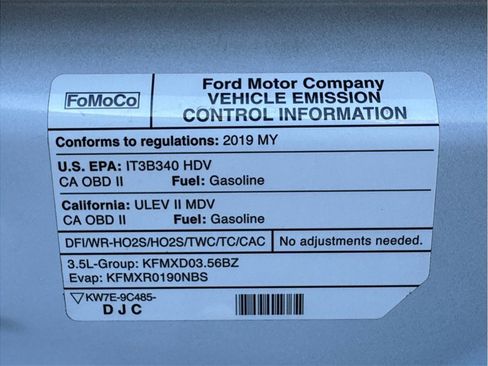 FoMoCo
Ford Motor Company
VEHICLE EMISSION
CONTROL INFORMATION
Conforms to regulations: 2019 MY
U.S. EPA: IT3B340 HDV
CA OBD II Fuel: Gasoline
California: ULEV II MDV
CA OBD II Fuel: Gasoline
DFI/WR-HO2S/HO2S/TWC/TC/CAC No adjustments needed.
3.5L-Group: KFMXD03.56BZ
Evap: KFMXR0190NBS
KW7E-9C485-
D J C